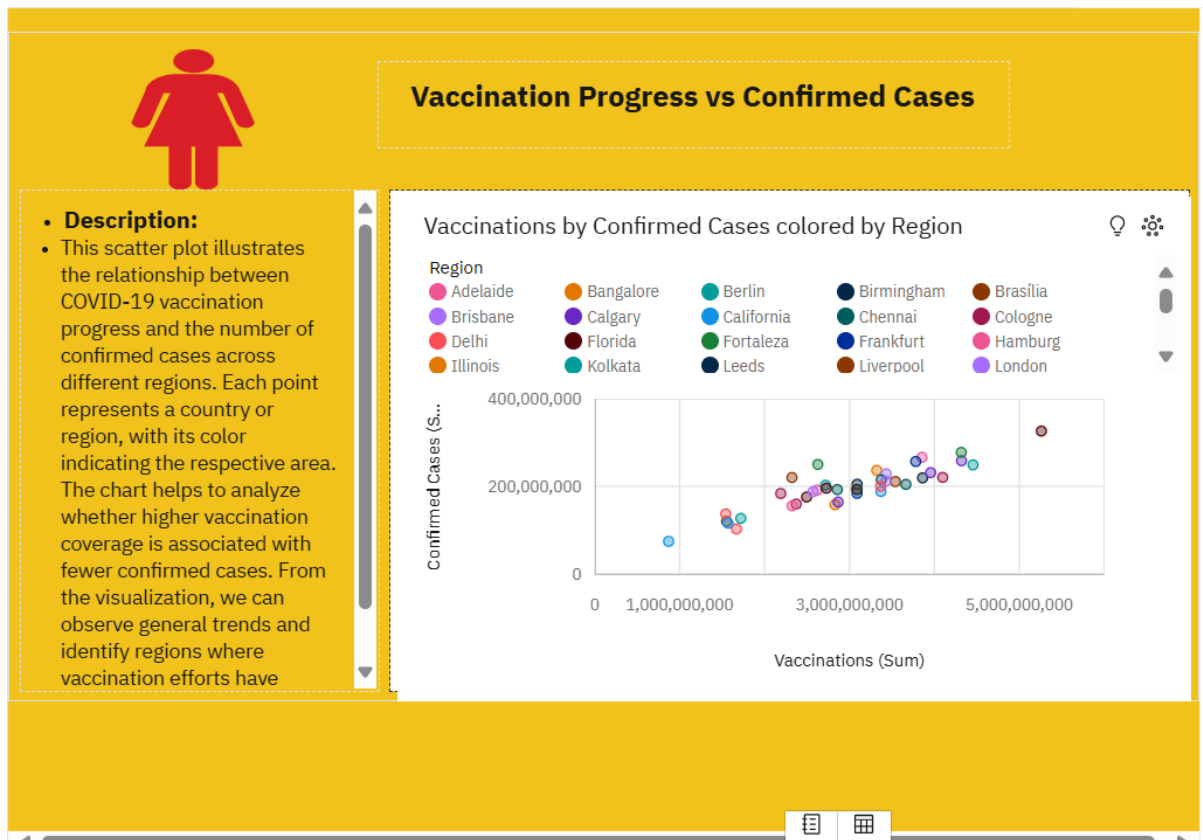 Vaccination Progress vs Confirmed Cases
• Description:
• This scatter plot illustrates
the relationship between
COVID-19 vaccination
progress and the number of
confirmed cases across
different regions. Each point
represents a country or
region, with its color
indicating the respective area.
The chart helps to analyze
whether higher vaccination
coverage is associated with
fewer confirmed cases. From
the visualization, we can
observe general trends and
identify regions where
vaccination efforts have
Vaccinations by Confirmed Cases colored by Region
Region
Adelaide Bangalore Berlin Birmingham Brasília
Brisbane Calgary California Chennai Cologne
Delhi Florida Fortaleza Frankfurt Hamburg
Illinois Kolkata Leeds Liverpool London
Confirmed Cases (S...
400,000,000
200,000,000
0
0 1,000,000,000 3,000,000,000 5,000,000,000
Vaccinations (Sum)